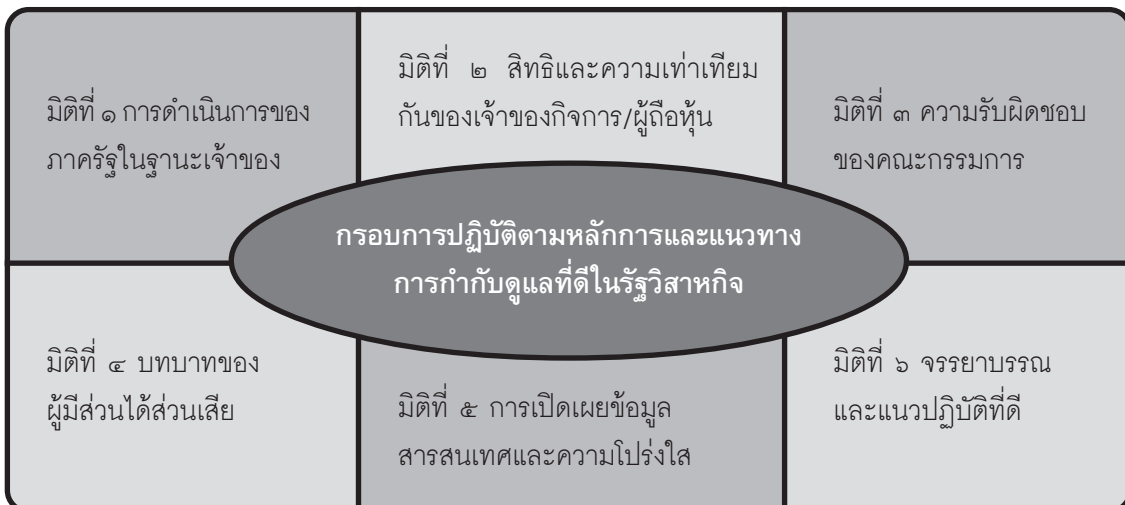 มิติที่ ๑ การดำเนินการของ
ภาครัฐในฐานะเจ้าของ
มิติที่ ๒ สิทธิและความเท่าเทียม
กันของเจ้าของกิจการ/ผู้ถือหุ้น
มิติที่ ๓ ความรับผิดชอบ
ของคณะกรรมการ
กรอบการปฏิบัติตามหลักการและแนวทาง
การกำกับดูแลที่ดีในรัฐวิสาหกิจ
มิติที่ ๔ บทบาทของ
ผู้มีส่วนได้ส่วนเสีย
มิติที่ ๕ การเปิดเผยข้อมูล
สารสนเทศและความโปร่งใส
มิติที่ ๖ จรรยาบรรณ
และแนวปฏิบัติที่ดี